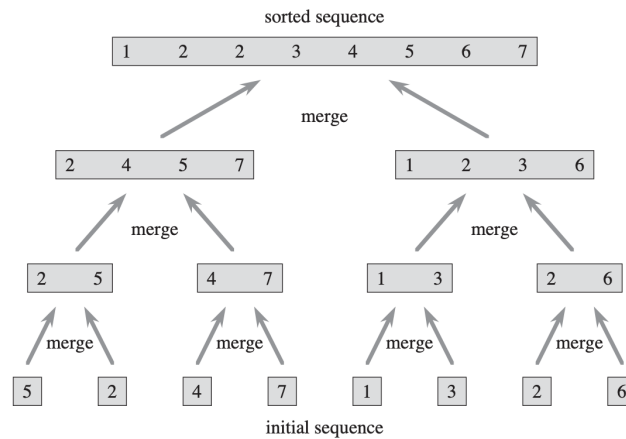 sorted sequence
1 2 2 3 4 5 6 7
merge
2 4 5 7 1 2 3 6
merge merge
2 5 4 7 1 3 2 6
merge merge merge merge
5 2 4 7 1 3 2 6
initial sequence